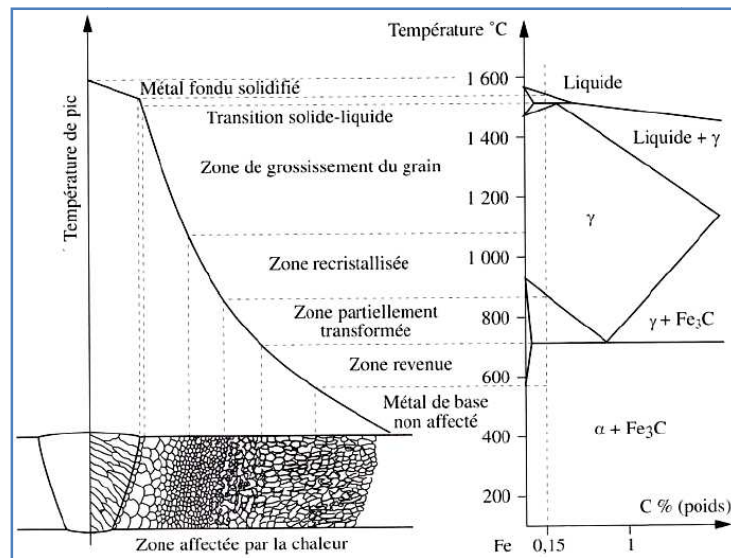 Température °C
Température de pic
Métal fondu solidifié
Transition solide-liquide
Zone de grossissement du grain
Zone recristallisée
Zone partiellement
transformée
Zone revenue
Métal de base
non affecté
Zone affectée par la chaleur
1 600
1 400
1 200
1 000
800
600
400
200
Liquide
Liquide + γ
γ
γ + Fe₃C
α + Fe₃C
C % (poids)
Fe 0,15 1